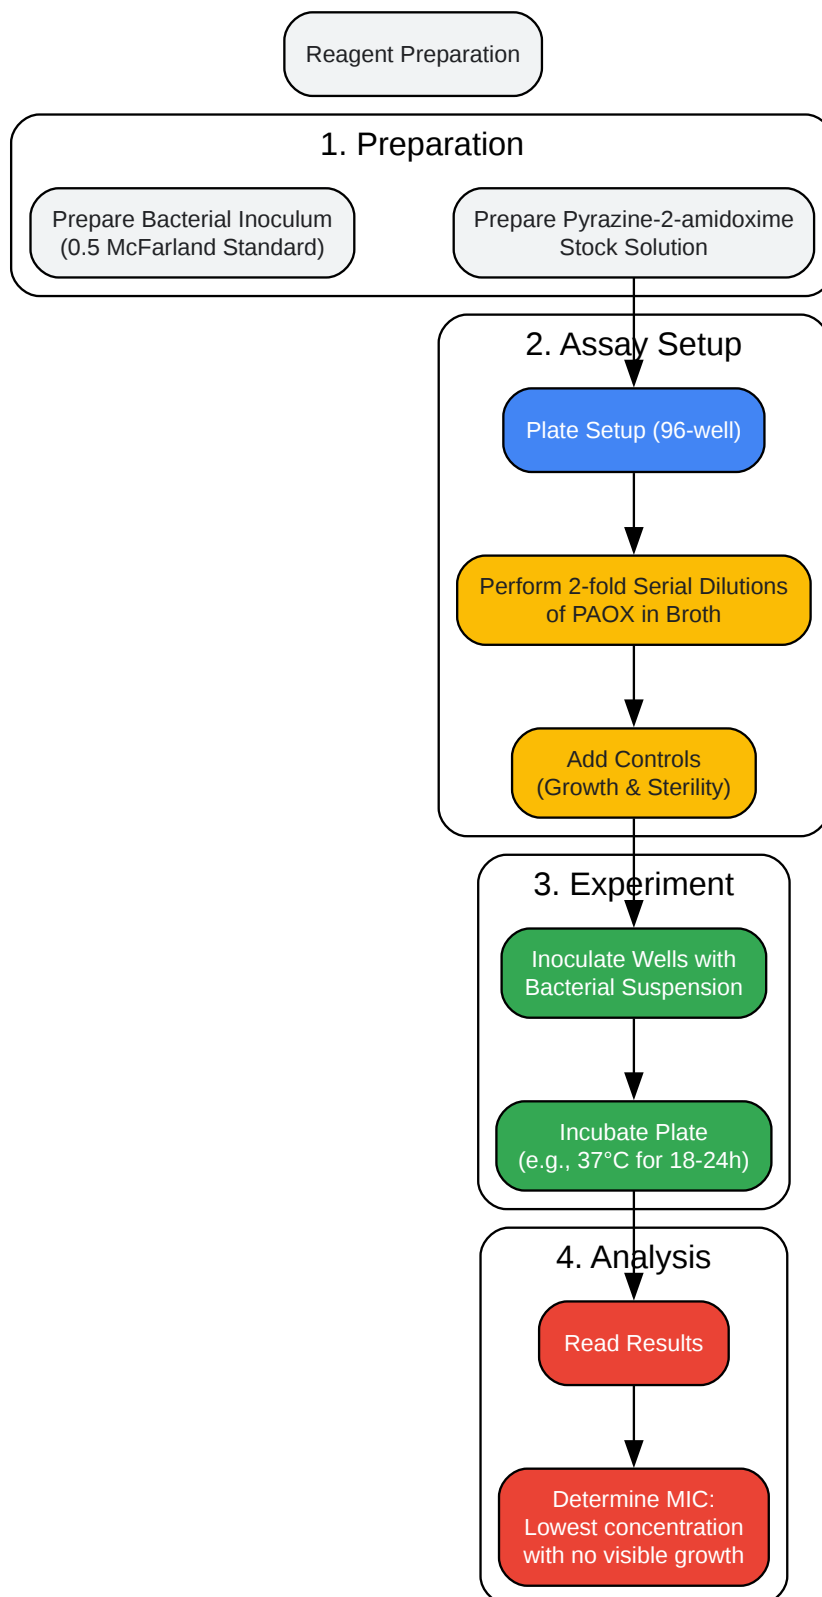 Reagent Preparation
1. Preparation
Prepare Bacterial Inoculum
(0.5 McFarland Standard)
Prepare Pyrazine-2-amidoxime
Stock Solution
2. Assay Setup
Plate Setup (96-well)
Perform 2-fold Serial Dilutions
of PAOX in Broth
Add Controls
(Growth & Sterility)
3. Experiment
Inoculate Wells with
Bacterial Suspension
Incubate Plate
(e.g., 37°C for 18-24h)
4. Analysis
Read Results
Determine MIC:
Lowest concentration
with no visible growth